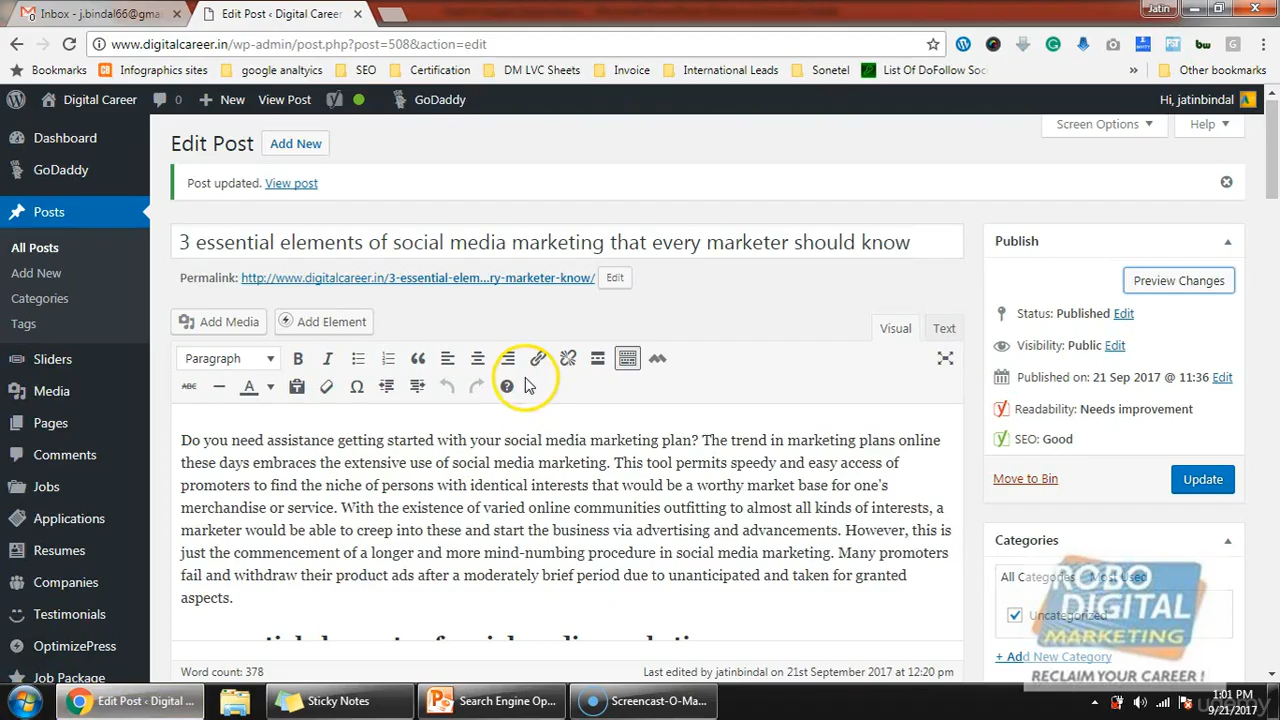 Inbox - j.bindal66@gma
Edit Post ‹ Digital Career
Jatin
www.digitalcareer.in/wp-admin/post.php?post=508&action=edit
Bookmarks
Infographics sites
google analtyics
SEO
Certification
DM LVC Sheets
Invoice
International Leads
Sonetel
List Of DoFollow Soc
»
Other bookmarks
Digital Career
0
New
View Post
GoDaddy
Hi, jatinbindal
Dashboard
GoDaddy
Posts
All Posts
Add New
Categories
Tags
Sliders
Media
Pages
Comments
Jobs
Applications
Resumes
Companies
Testimonials
OptimizePress
Job Package
Screen Options
Help
Edit Post
Add New
Post updated. View post
3 essential elements of social media marketing that every marketer should know
Permalink: http://www.digitalcareer.in/3-essential-elem...ry-marketer-know/
Edit
Add Media
Add Element
Visual
Text
Paragraph
B
I
ABC
A
Do you need assistance getting started with your social media marketing plan? The trend in marketing plans online
these days embraces the extensive use of social media marketing. This tool permits speedy and easy access of
promoters to find the niche of persons with identical interests that would be a worthy market base for one's
merchandise or service. With the existence of varied online communities outfitting to almost all kinds of interests, a
marketer would be able to creep into these and start the business via advertising and advancements. However, this is
just the commencement of a longer and more mind-numbing procedure in social media marketing. Many promoters
fail and withdraw their product ads after a moderately brief period due to unanticipated and taken for granted
aspects.
Word count: 378
Last edited by jatinbindal on 21st September 2017 at 12:20 pm
Publish
Preview Changes
Status: Published Edit
Visibility: Public Edit
Published on: 21 Sep 2017 @ 11:36 Edit
Readability: Needs improvement
SEO: Good
Move to Bin
Update
Categories
All Categories
Most Used
Uncategorized
+ Add New Category
ROBO
DIGITAL
MARKETING
RECLAIM YOUR CAREER !
udemy
Edit Post ‹ Digital ...
Sticky Notes
Search Engine Op...
Screencast-O-Ma...
1:01 PM
9/21/2017